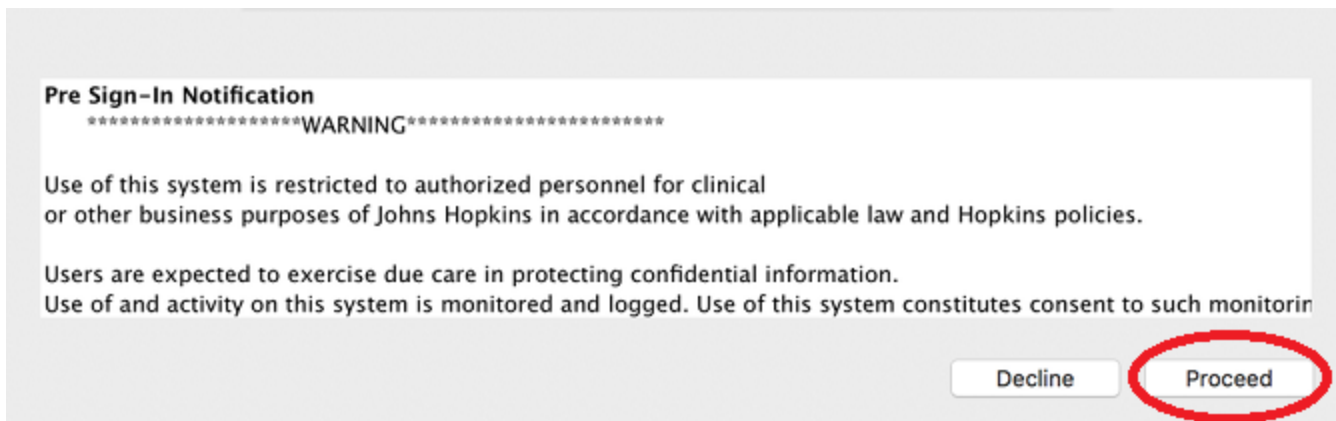 Pre Sign-In Notification
********************WARNING************************
Use of this system is restricted to authorized personnel for clinical
or other business purposes of Johns Hopkins in accordance with applicable law and Hopkins policies.
Users are expected to exercise due care in protecting confidential information.
Use of and activity on this system is monitored and logged. Use of this system constitutes consent to such monitorin
Decline
Proceed